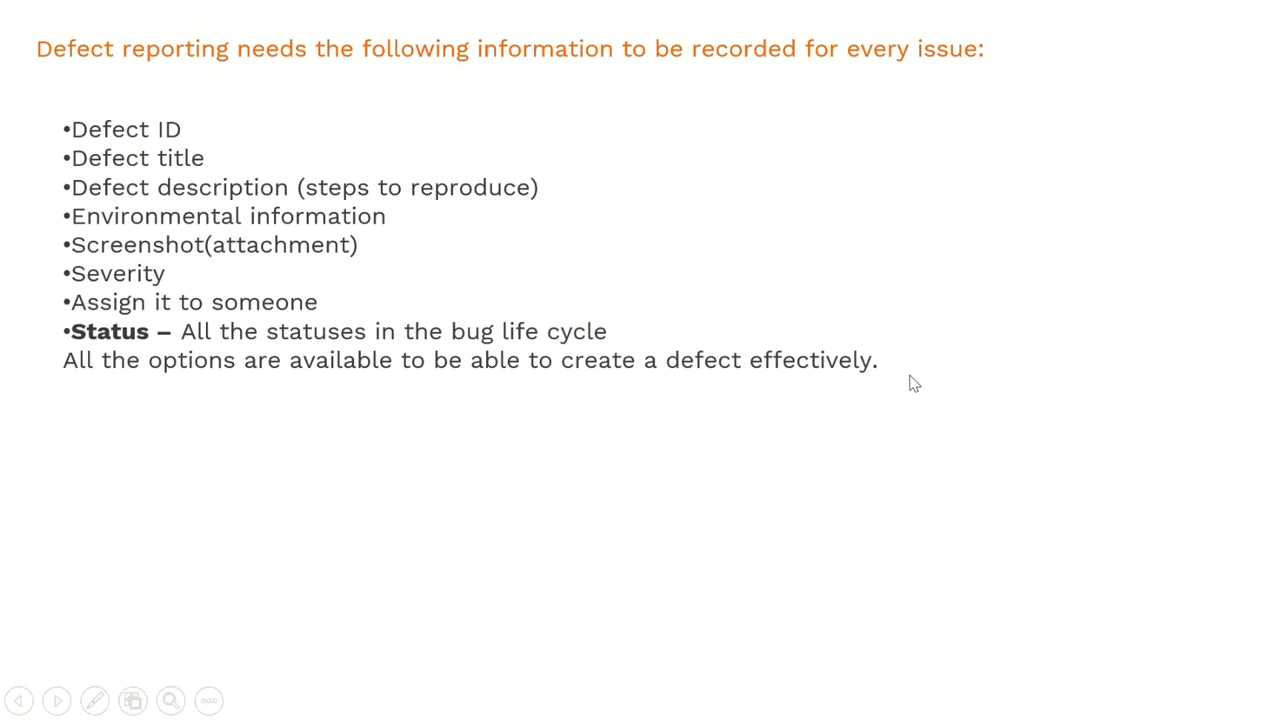 Defect reporting needs the following information to be recorded for every issue:
•Defect ID
•Defect title
•Defect description (steps to reproduce)
•Environmental information
•Screenshot(attachment)
•Severity
•Assign it to someone
•Status – All the statuses in the bug life cycle
All the options are available to be able to create a defect effectively.